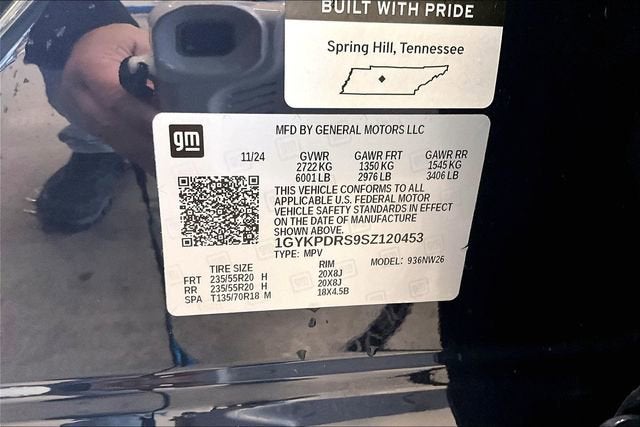 BUILT WITH PRIDE
Spring Hill, Tennessee
gm
MFD BY GENERAL MOTORS LLC
11/24 GVWR GAWR FRT GAWR RR
2722 KG 1350 KG 1545 KG
6001 LB 2976 LB 3406 LB
THIS VEHICLE CONFORMS TO ALL
APPLICABLE U.S. FEDERAL MOTOR
VEHICLE SAFETY STANDARDS IN EFFECT
ON THE DATE OF MANUFACTURE
SHOWN ABOVE.
1GYKPDRS9SZ120453
TYPE: MPV MODEL: 936NW26
TIRE SIZE RIM
FRT 235/55R20 H 20X8J
RR 235/55R20 H 20X8J
SPA T135/70R18 M 18X4.5B